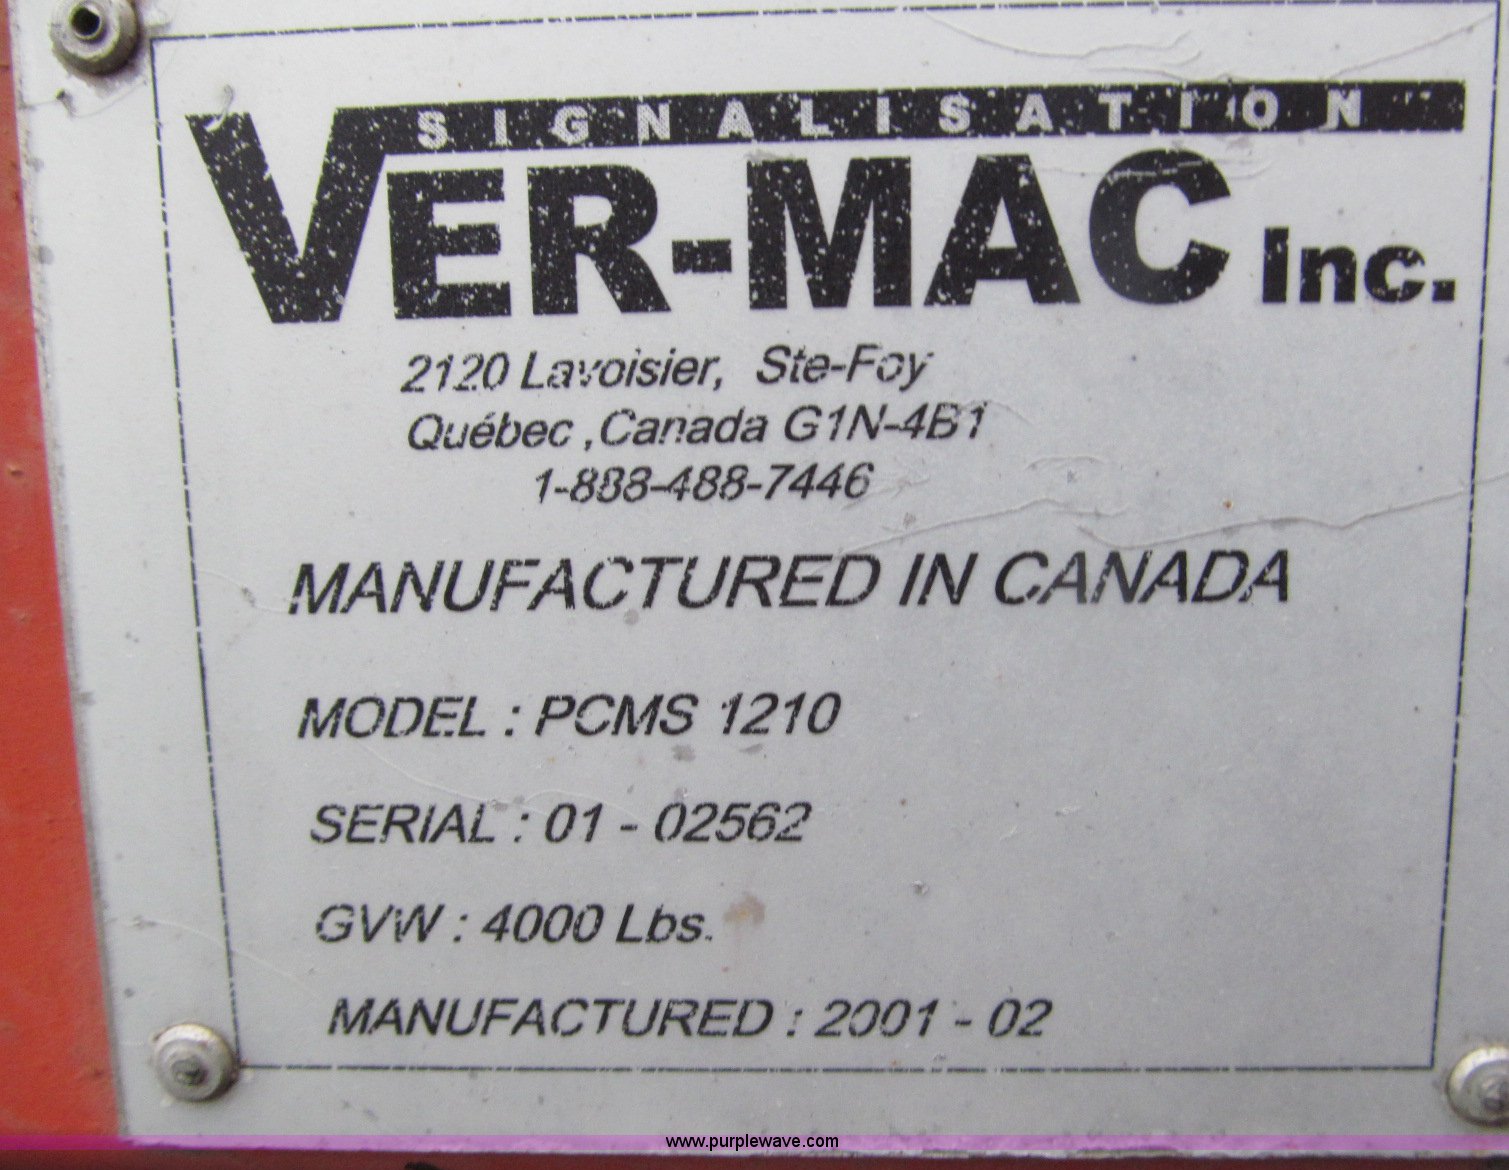 SIGNALISATION
VER-MAC Inc.
2120 Lavoisier, Ste-Foy
Québec ,Canada G1N-4B1
1-888-488-7446
MANUFACTURED IN CANADA
MODEL : PCMS 1210
SERIAL : 01 - 02562
GVW : 4000 Lbs.
MANUFACTURED : 2001 - 02
www.purplewave.com